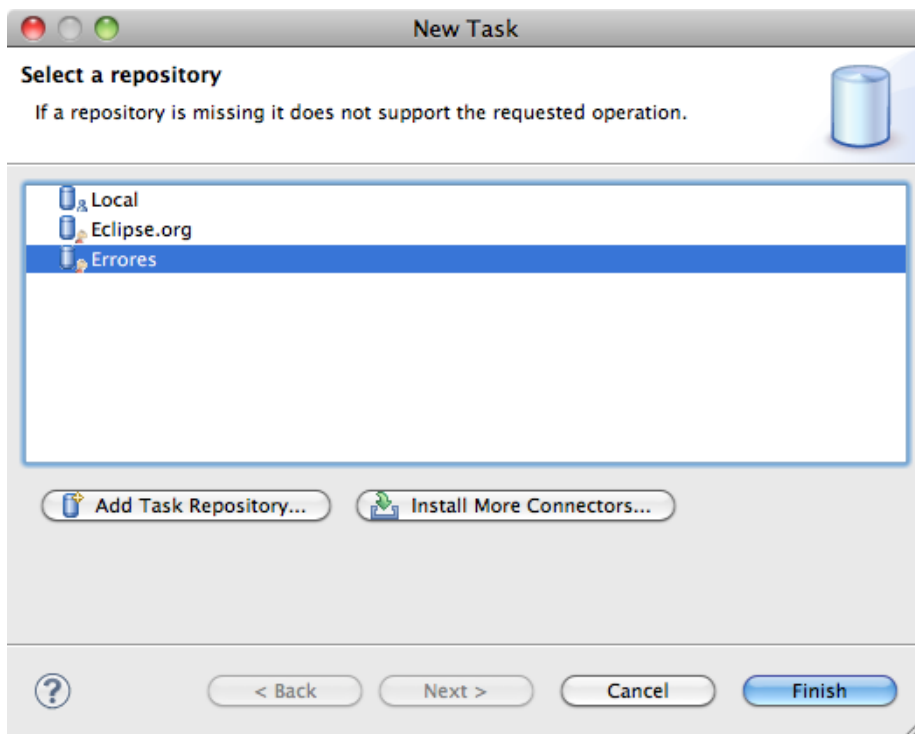 New Task
Select a repository
If a repository is missing it does not support the requested operation.
Local
Eclipse.org
Errores
Add Task Repository...
Install More Connectors...
?
< Back
Next >
Cancel
Finish